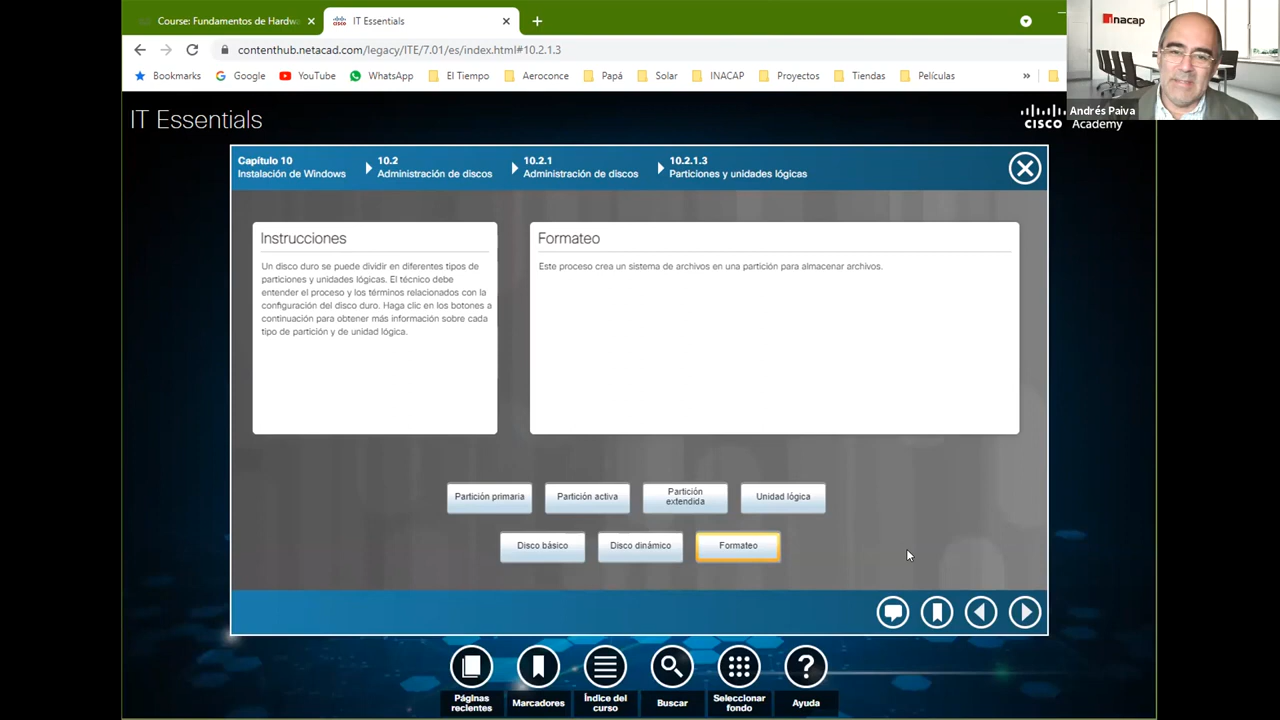 Course: Fundamentos de Hardwa
IT Essentials
contenthub.netacad.com/legacy/ITE/7.01/es/index.html#10.2.1.3
Bookmarks
Google
YouTube
WhatsApp
El Tiempo
Aeroconce
Papá
Solar
INACAP
Proyectos
Tiendas
Películas
inacap
Andrés Paiva
IT Essentials
CISCO Academy
Capítulo 10
Instalación de Windows
10.2
Administración de discos
10.2.1
Administración de discos
10.2.1.3
Particiones y unidades lógicas
Instrucciones
Un disco duro se puede dividir en diferentes tipos de
particiones y unidades lógicas. El técnico debe
entender el proceso y los términos relacionados con la
configuración del disco duro. Haga clic en los botones a
continuación para obtener más información sobre cada
tipo de partición y de unidad lógica.
Formateo
Este proceso crea un sistema de archivos en una partición para almacenar archivos.
Partición primaria
Partición activa
Partición
extendida
Unidad lógica
Disco básico
Disco dinámico
Formateo
Páginas
recientes
Marcadores
Índice del
curso
Buscar
Seleccionar
fondo
Ayuda